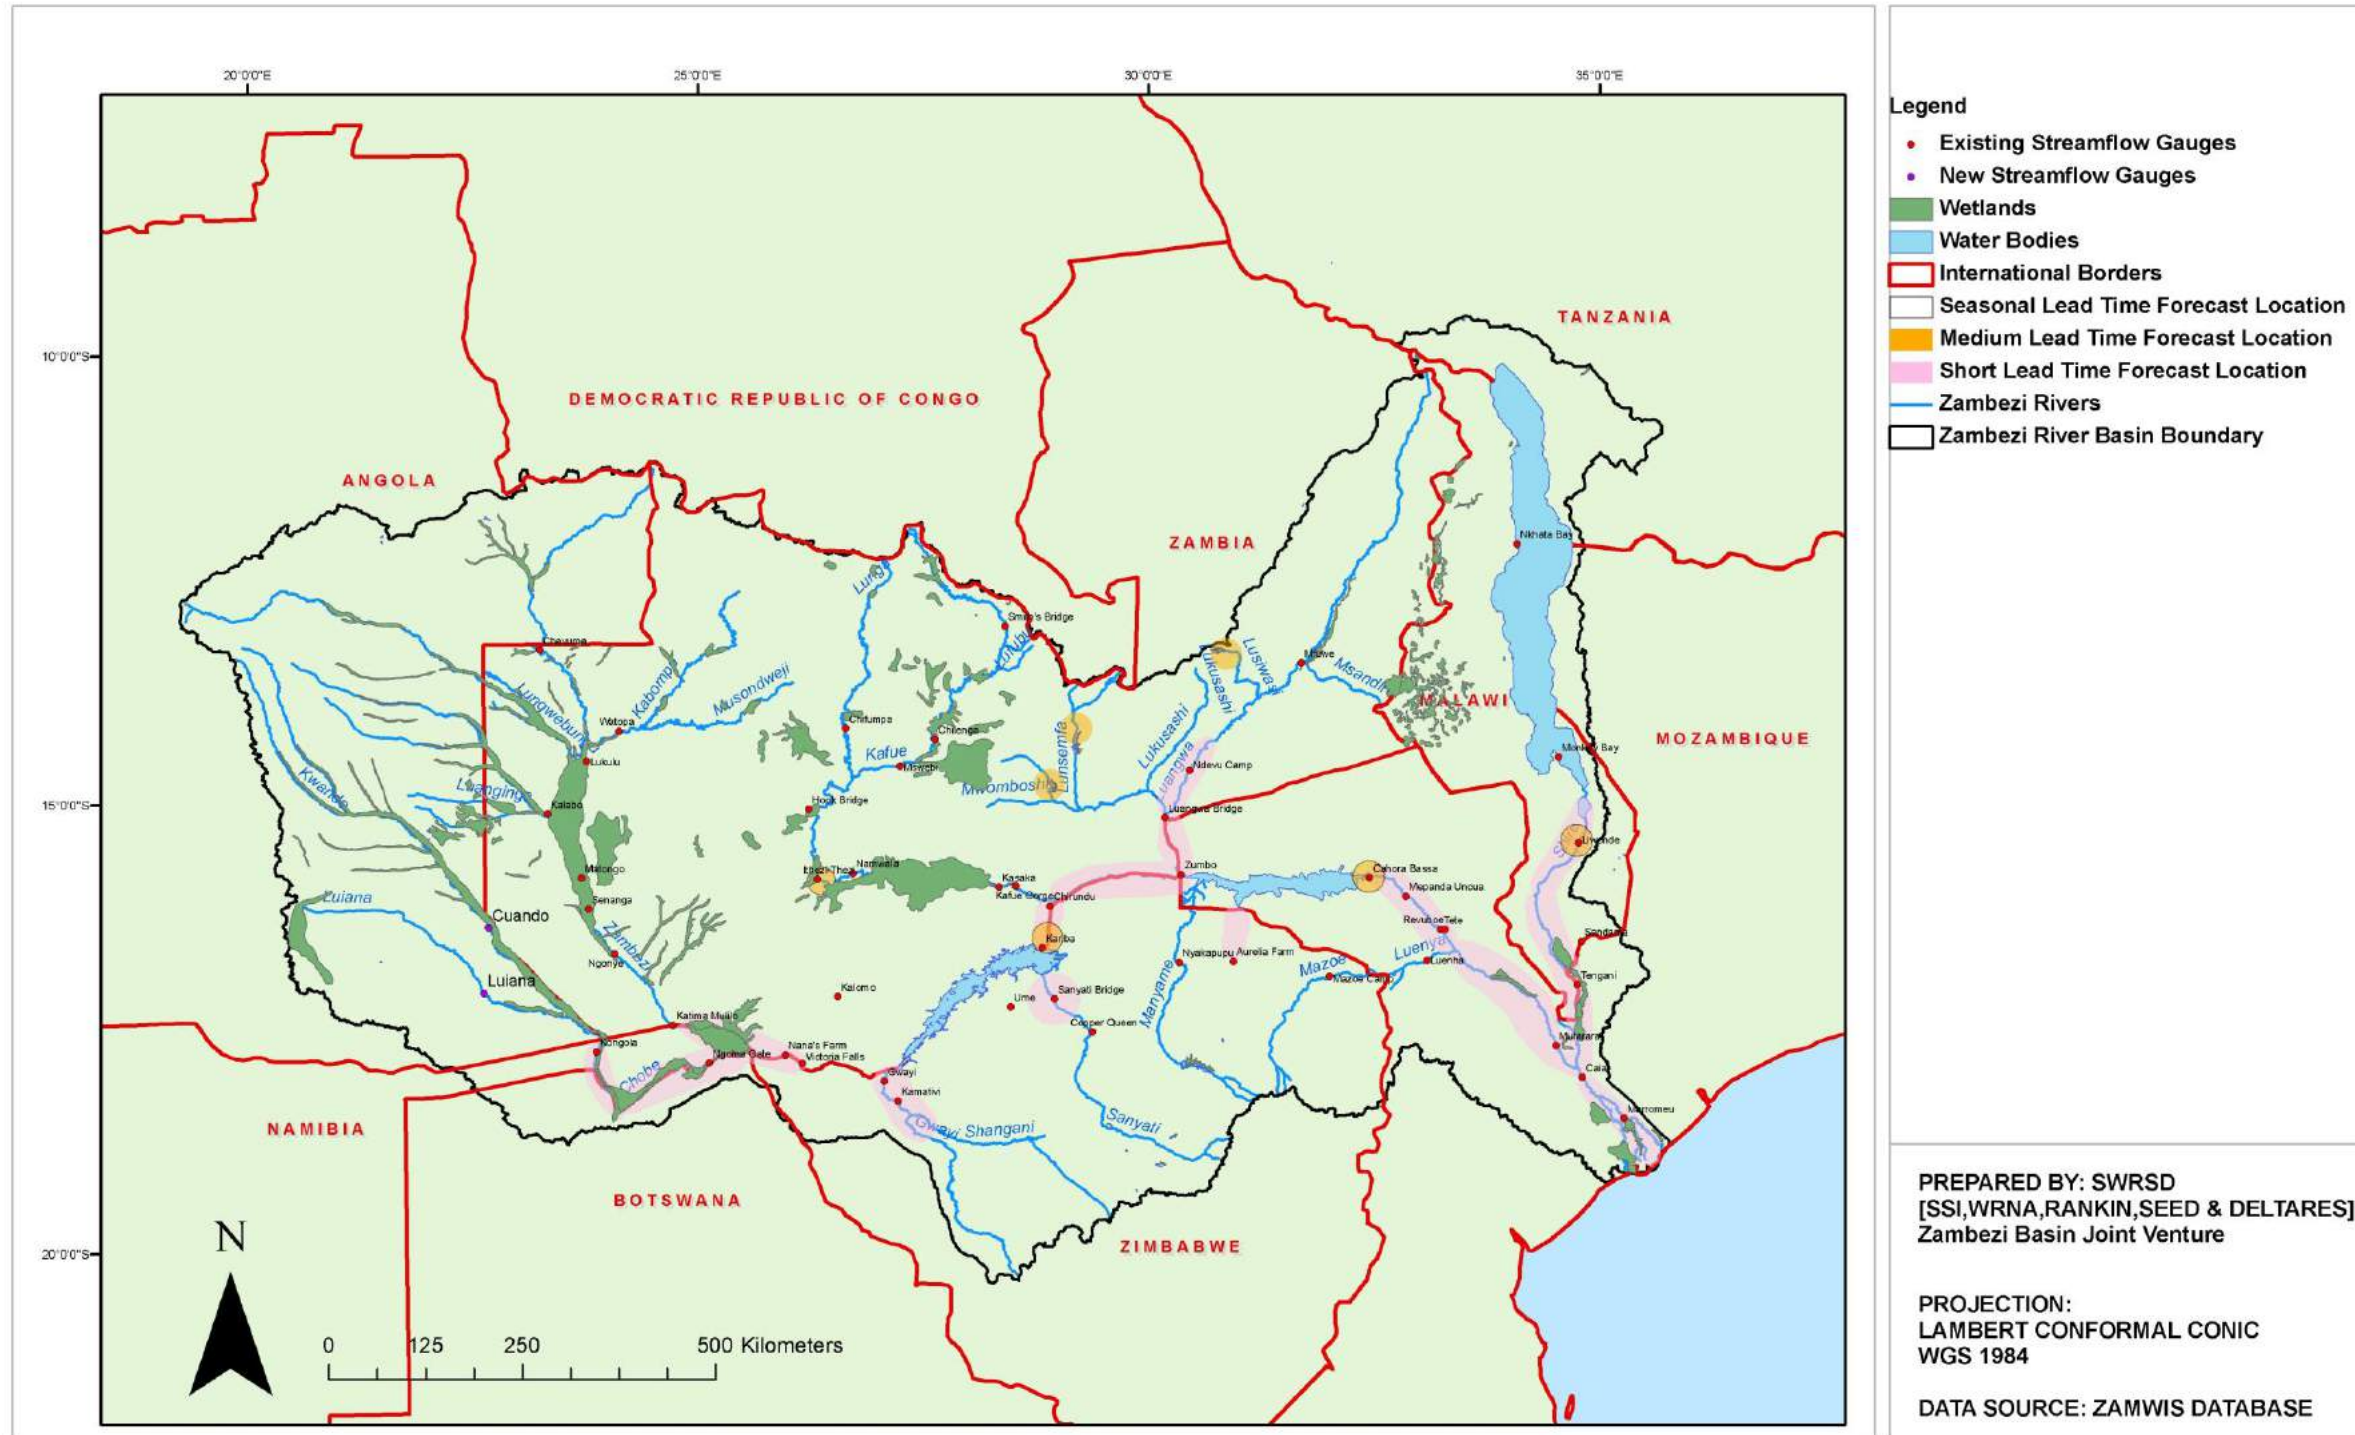 20°0'0"E
25°0'0"E
30°0'0"E
35°0'0"E
10°0'0"S
15°0'0"S
20°0'0"S
TANZANIA
DEMOCRATIC REPUBLIC OF CONGO
ANGOLA
ZAMBIA
MALAWI
MOZAMBIQUE
NAMIBIA
BOTSWANA
ZIMBABWE
Nkhata Bay
Lunga
Smith's Bridge
Chavuma
Kabompo
Musondweji
Lungwebungu
Watopa
Lukulu
Chifumpa
Chilenga
Kafue
Mswebi
Lunsemfa
Mwomboshi
Lukusashi
Lusiwasi
Lukusashi
Mfuwe
Msandile
Luangwa
Ndevu Camp
Luangwa Bridge
Monkey Bay
Liwonde
Kwando
Luanginga
Kalabo
Hook Bridge
Ithezi-Thezi
Namwala
Kasaka
Kafue Gorge
Chirundu
Zumbo
Cahora Bassa
Mepanda Uncua
Revuboe
Tete
Matongo
Senanga
Luiana
Cuando
Zambezi
Ngonye
Luiana
Kariba
Nyakapupu
Aurelia Farm
Mazoe
Mazoe Camp
Luenya
Luenha
Manyame
Kalomo
Ume
Sanyati Bridge
Copper Queen
Tengani
Mutarara
Caia
Marromeu
Katima Mulilo
Kongola
Ngoma Gate
Chobe
Nana's Farm
Victoria Falls
Gwayi
Kamativi
Gwayi Shangani
Sanyati
N
0 125 250 500 Kilometers
Legend
Existing Streamflow Gauges
New Streamflow Gauges
Wetlands
Water Bodies
International Borders
Seasonal Lead Time Forecast Location
Medium Lead Time Forecast Location
Short Lead Time Forecast Location
Zambezi Rivers
Zambezi River Basin Boundary
PREPARED BY: SWRSD
[SSI,WRNA,RANKIN,SEED & DELTARES]
Zambezi Basin Joint Venture
PROJECTION:
LAMBERT CONFORMAL CONIC
WGS 1984
DATA SOURCE: ZAMWIS DATABASE